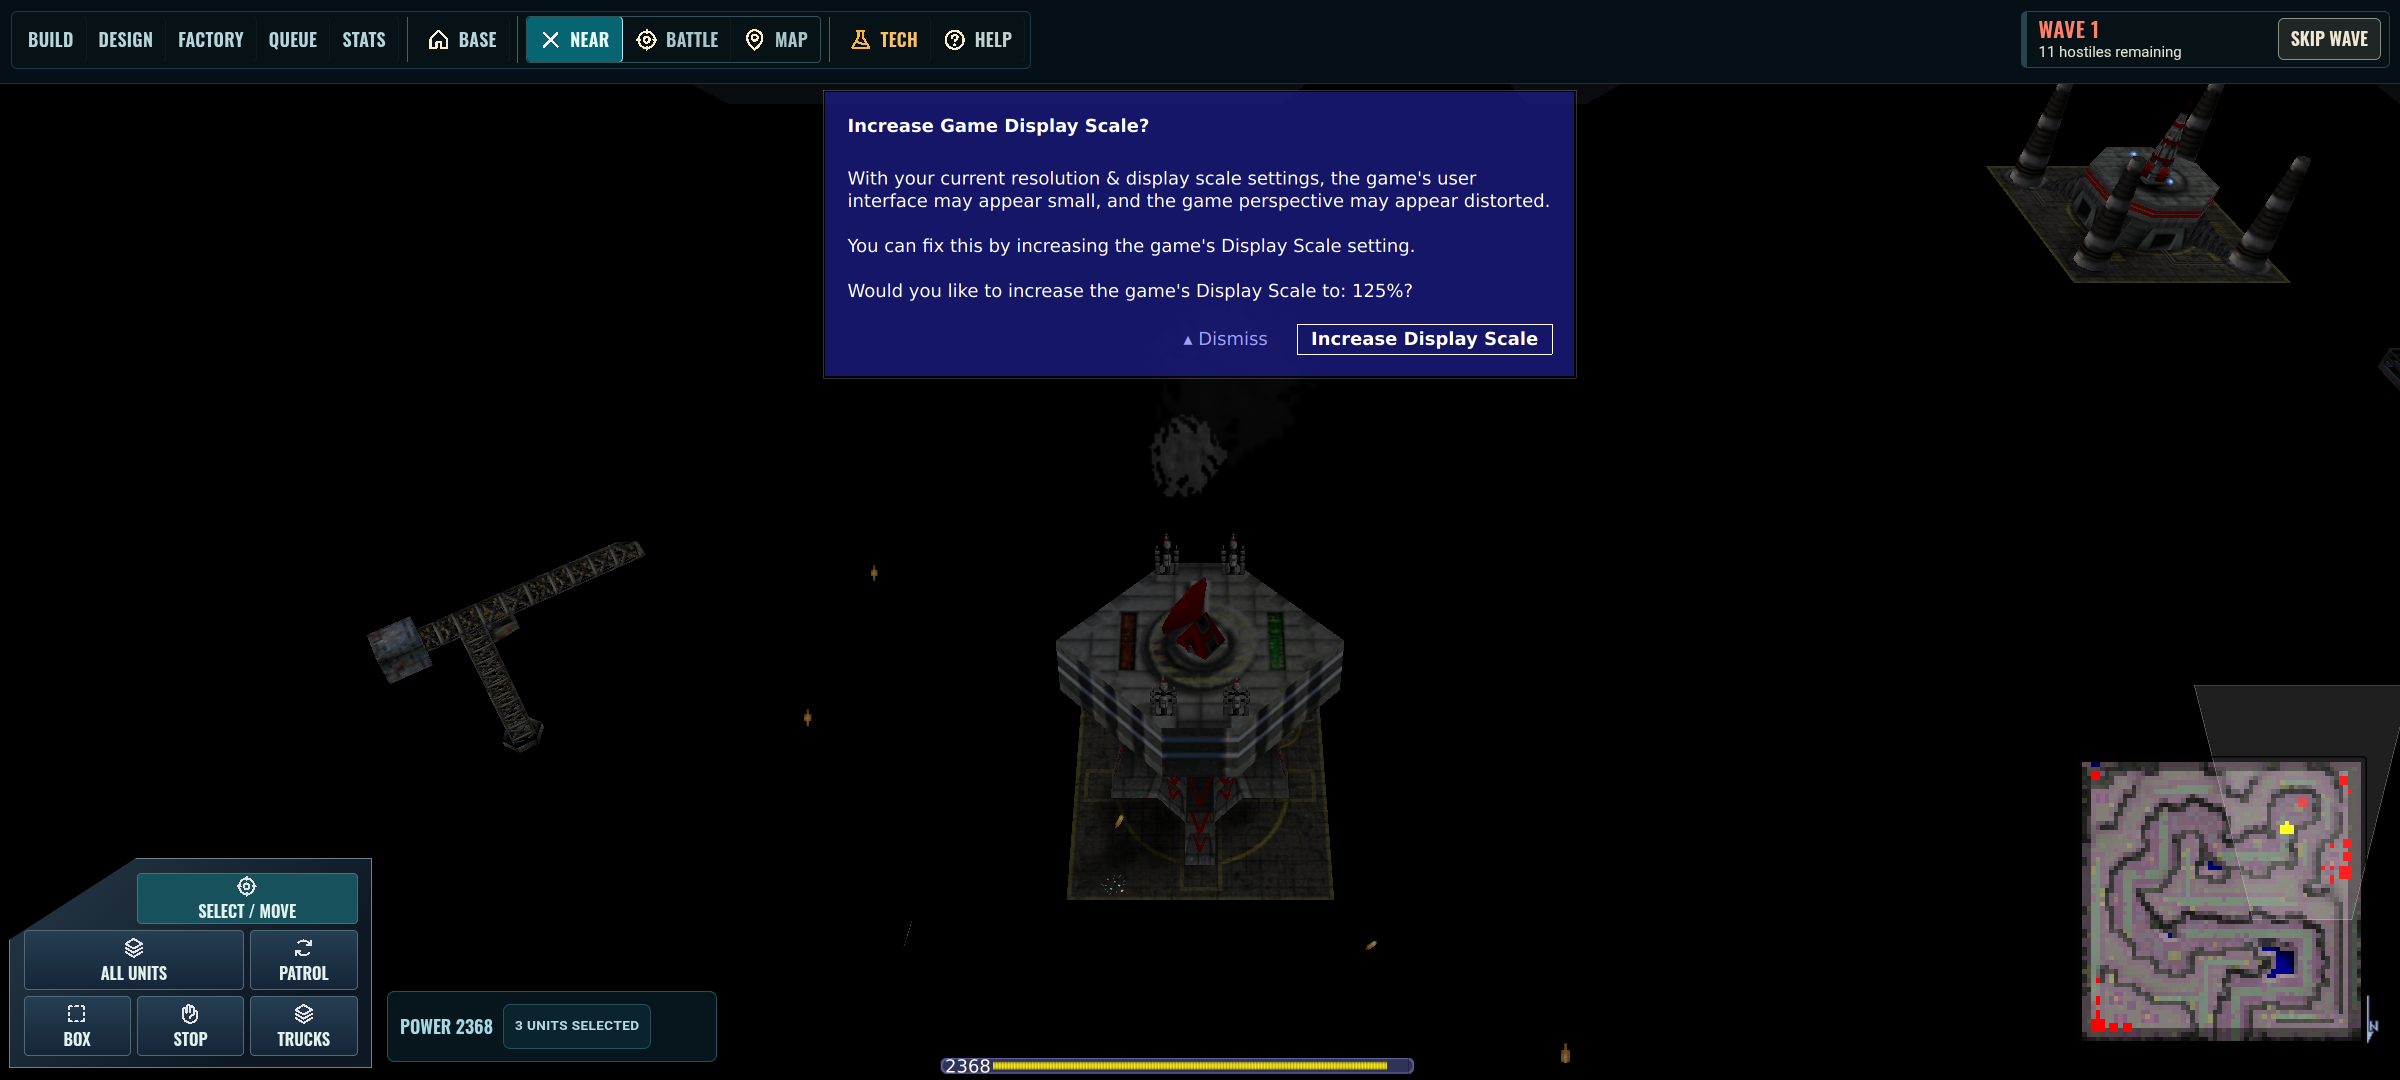 BUILD DESIGN FACTORY QUEUE STATS BASE NEAR BATTLE MAP TECH HELP
WAVE 1
11 hostiles remaining
SKIP WAVE
Increase Game Display Scale?
With your current resolution & display scale settings, the game's user
interface may appear small, and the game perspective may appear distorted.
You can fix this by increasing the game's Display Scale setting.
Would you like to increase the game's Display Scale to: 125%?
▴ Dismiss Increase Display Scale
SELECT / MOVE
ALL UNITS PATROL
BOX STOP TRUCKS
POWER 2368 3 UNITS SELECTED
2368
N